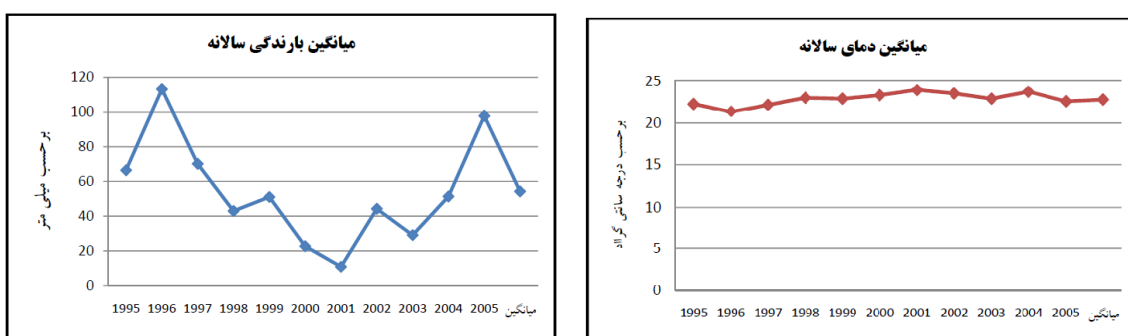 میانگین بارندگی سالانه
برحسب میلی متر
120
100
80
60
40
20
0
1995 1996 1997 1998 1999 2000 2001 2002 2003 2004 2005 میانگین
میانگین دمای سالانه
برحسب درجه سانتی گرااد
25
20
15
10
5
0
1995 1996 1997 1998 1999 2000 2001 2002 2003 2004 2005 میانگین